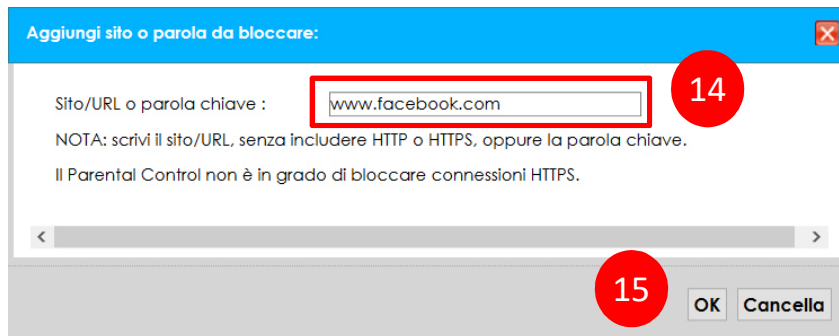 Aggiungi sito o parola da bloccare:
Sito/URL o parola chiave : www.facebook.com
14
NOTA: scrivi il sito/URL, senza includere HTTP o HTTPS, oppure la parola chiave.
Il Parental Control non è in grado di bloccare connessioni HTTPS.
15
OK Cancella